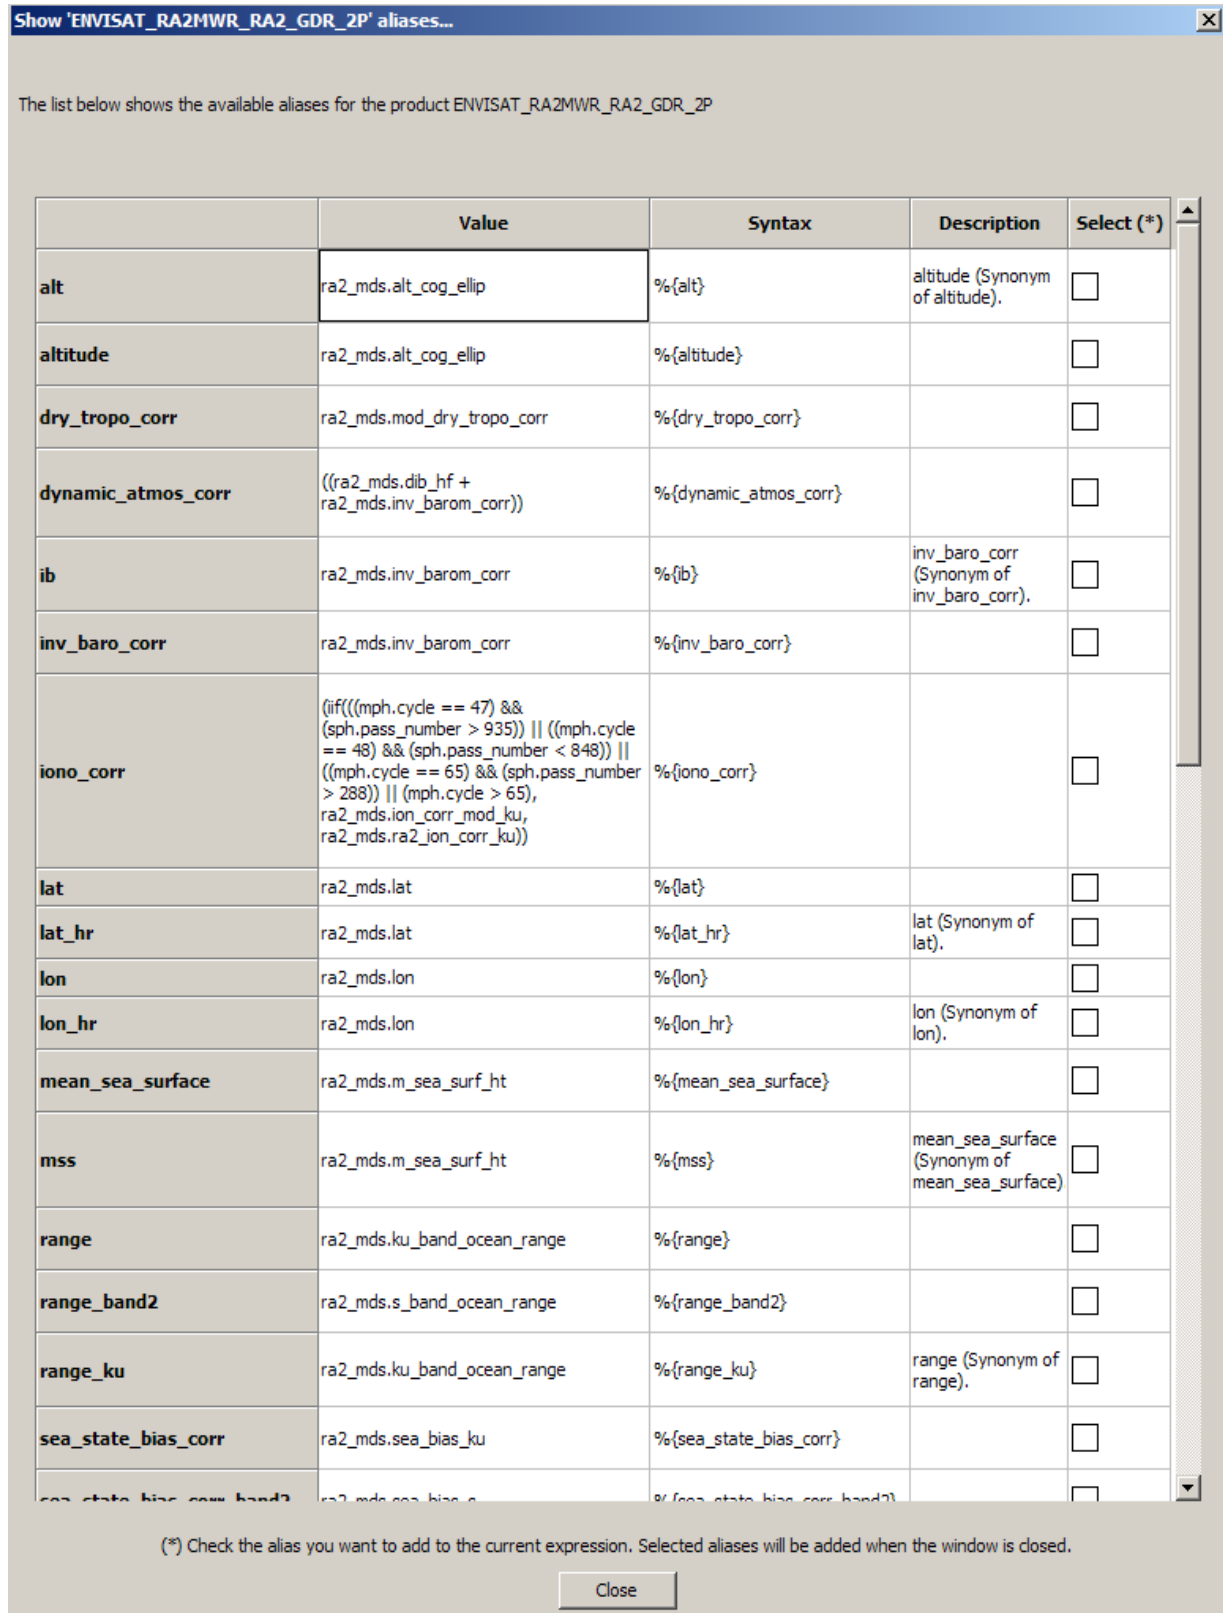 Show 'ENVISAT_RA2MWR_RA2_GDR_2P' aliases...
The list below shows the available aliases for the product ENVISAT_RA2MWR_RA2_GDR_2P
Value Syntax Description Select (*)
alt ra2_mds.alt_cog_ellip %{alt} altitude (Synonym
of altitude).
altitude ra2_mds.alt_cog_ellip %{altitude}
dry_tropo_corr ra2_mds.mod_dry_tropo_corr %{dry_tropo_corr}
dynamic_atmos_corr ((ra2_mds.dib_hf +
ra2_mds.inv_barom_corr)) %{dynamic_atmos_corr}
ib ra2_mds.inv_barom_corr %{ib} inv_baro_corr
(Synonym of
inv_baro_corr).
inv_baro_corr ra2_mds.inv_barom_corr %{inv_baro_corr}
iono_corr (iif(((mph.cycle == 47) &&
(sph.pass_number > 935)) || ((mph.cycle
== 48) && (sph.pass_number < 848)) ||
((mph.cycle == 65) && (sph.pass_number
> 288)) || (mph.cycle > 65),
ra2_mds.ion_corr_mod_ku,
ra2_mds.ra2_ion_corr_ku)) %{iono_corr}
lat ra2_mds.lat %{lat}
lat_hr ra2_mds.lat %{lat_hr} lat (Synonym of
lat).
lon ra2_mds.lon %{lon}
lon_hr ra2_mds.lon %{lon_hr} lon (Synonym of
lon).
mean_sea_surface ra2_mds.m_sea_surf_ht %{mean_sea_surface}
mss ra2_mds.m_sea_surf_ht %{mss} mean_sea_surface
(Synonym of
mean_sea_surface)
range ra2_mds.ku_band_ocean_range %{range}
range_band2 ra2_mds.s_band_ocean_range %{range_band2}
range_ku ra2_mds.ku_band_ocean_range %{range_ku} range (Synonym of
range).
sea_state_bias_corr ra2_mds.sea_bias_ku %{sea_state_bias_corr}
sea_state_bias_corr_band2 ra2_mds.sea_bias_s %{sea_state_bias_corr_band2}
(*) Check the alias you want to add to the current expression. Selected aliases will be added when the window is closed.
Close